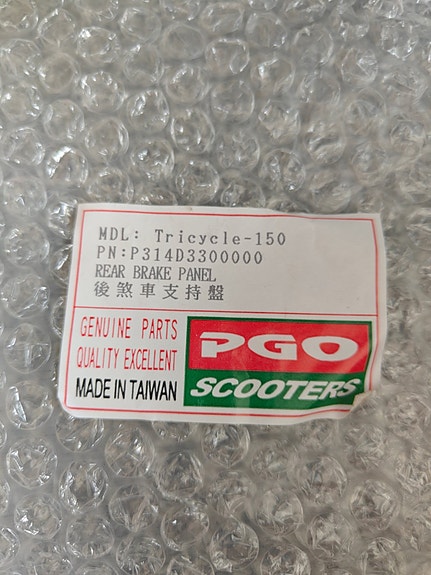 MDL: Tricycle-150
PN:P314D3300000
REAR BRAKE PANEL
後煞車支持盤
GENUINE PARTS
QUALITY EXCELLENT
MADE IN TAIWAN
PGO
SCOOTERS